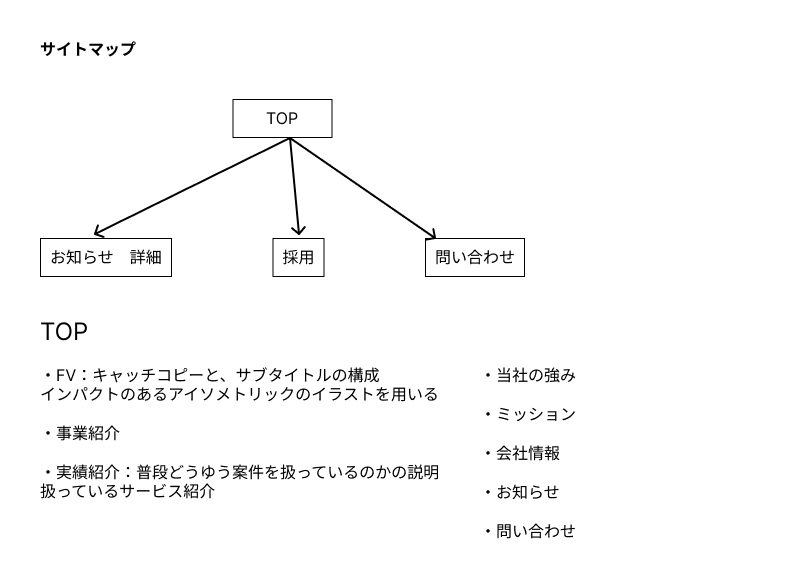 サイトマップ
TOP
お知らせ　詳細
採用
問い合わせ
TOP
・FV：キャッチコピーと、サブタイトルの構成
インパクトのあるアイソメトリックのイラストを用いる
・事業紹介
・実績紹介：普段どうゆう案件を扱っているのかの説明
扱っているサービス紹介
・当社の強み
・ミッション
・会社情報
・お知らせ
・問い合わせ